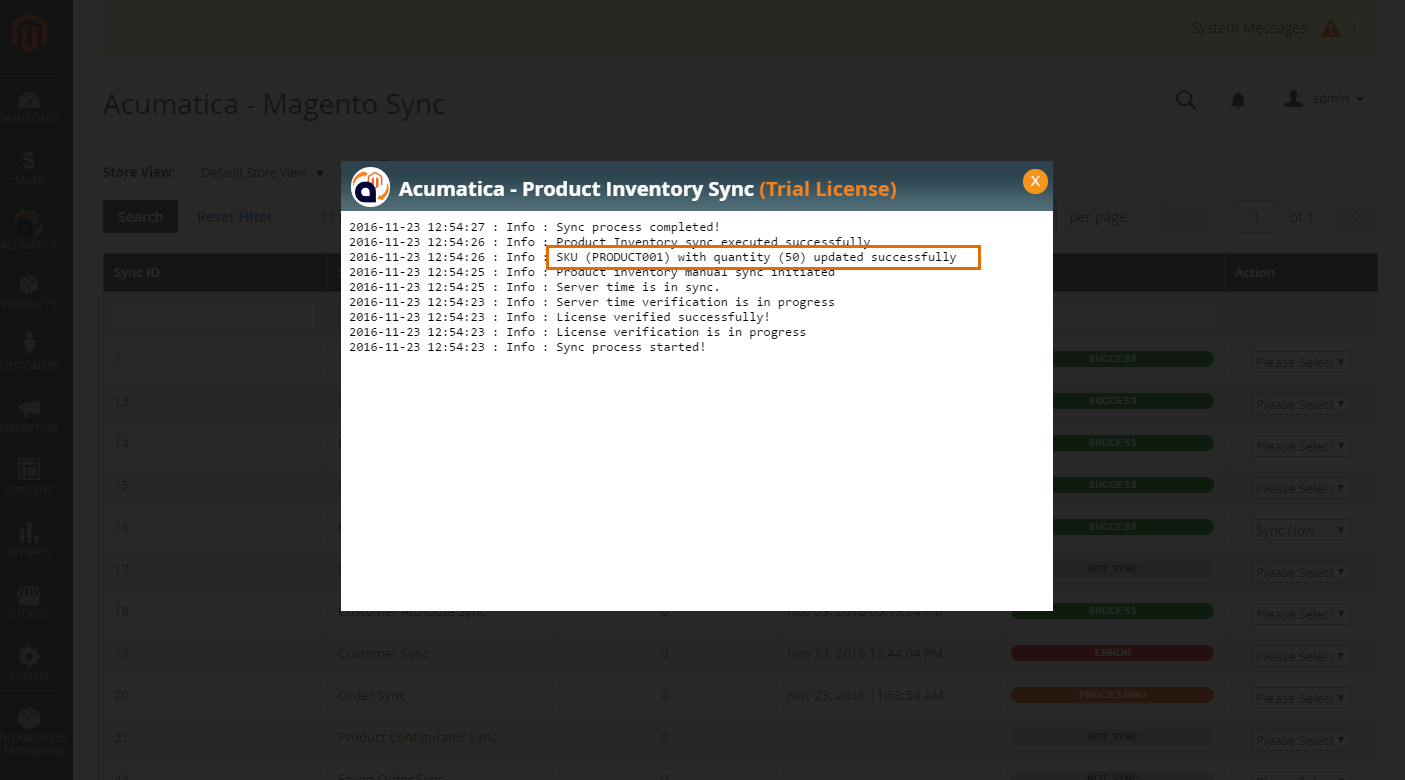 System Messages: 1
Acumatica - Magento Sync
admin
DASHBOARD
SALES
ACUMATICA
PRODUCTS
CUSTOMERS
MARKETING
CONTENT
REPORTS
STORES
SYSTEM
ND PARTNERS
EXTENSIONS
Store View: Default Store View
Search Reset Filter 11 per page 1 of 1
Acumatica - Product Inventory Sync (Trial License) X
2016-11-23 12:54:27 : Info : Sync process completed!
2016-11-23 12:54:26 : Info : Product Inventory sync executed successfully
2016-11-23 12:54:26 : Info : SKU (PRODUCT001) with quantity (50) updated successfully
2016-11-23 12:54:25 : Info : Product inventory manual sync initiated
2016-11-23 12:54:25 : Info : Server time is in sync.
2016-11-23 12:54:23 : Info : Server time verification is in progress
2016-11-23 12:54:23 : Info : License verified successfully!
2016-11-23 12:54:23 : Info : License verification is in progress
2016-11-23 12:54:23 : Info : Sync process started!
Sync ID S Action
1 SUCCESS Please Select
13 SUCCESS Please Select
14 SUCCESS Please Select
15 SUCCESS Please Select
16 SUCCESS Sync Now
17 NOT SYNC Please Select
18 Customer Attribute Sync 0 SUCCESS Please Select
19 Customer Sync 0 Nov 23, 2016 12:44:04 PM ERROR Please Select
20 Order Sync 0 Nov 23, 2016 11:53:54 AM PROCESSING Please Select
21 Product Configurator Sync 0 NOT SYNC Please Select
44 Failed Order Sync 0 NOT SYNC